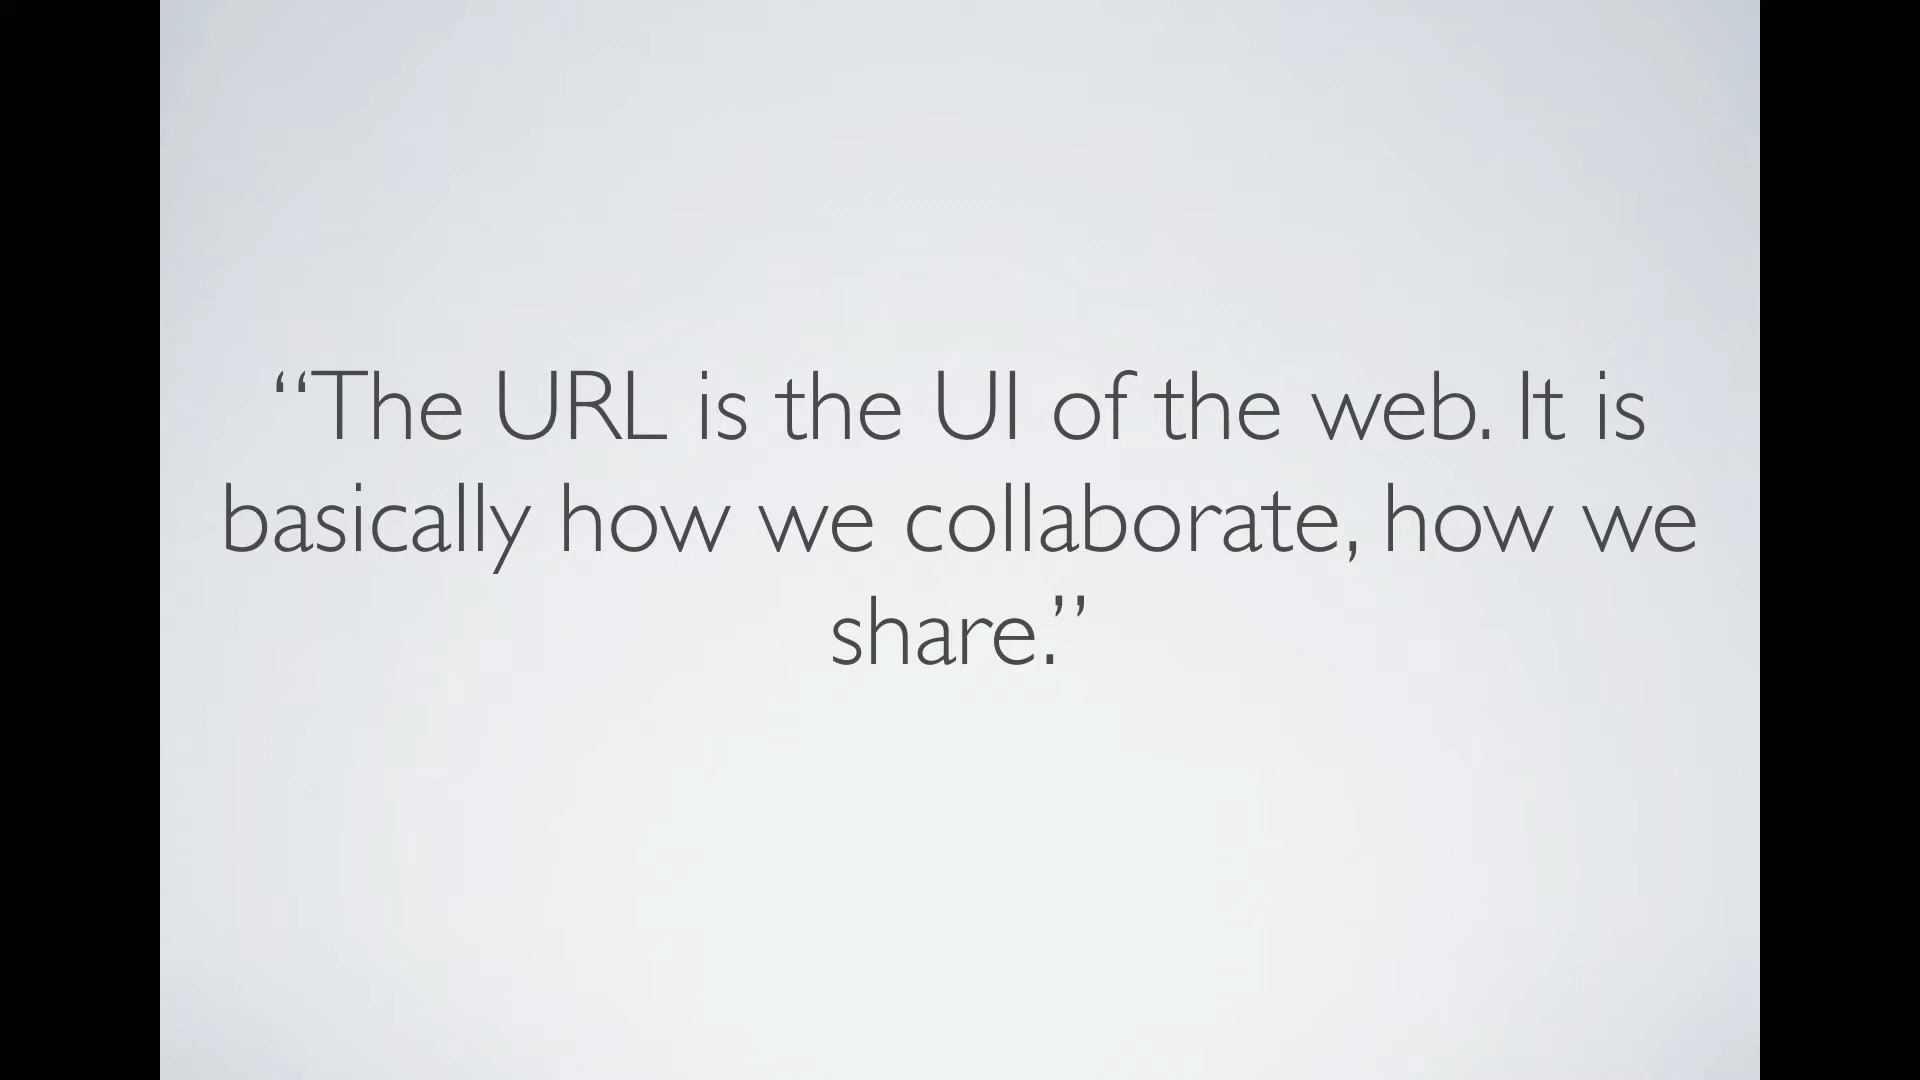 “The URL is the UI of the web. It is
basically how we collaborate, how we
share.”